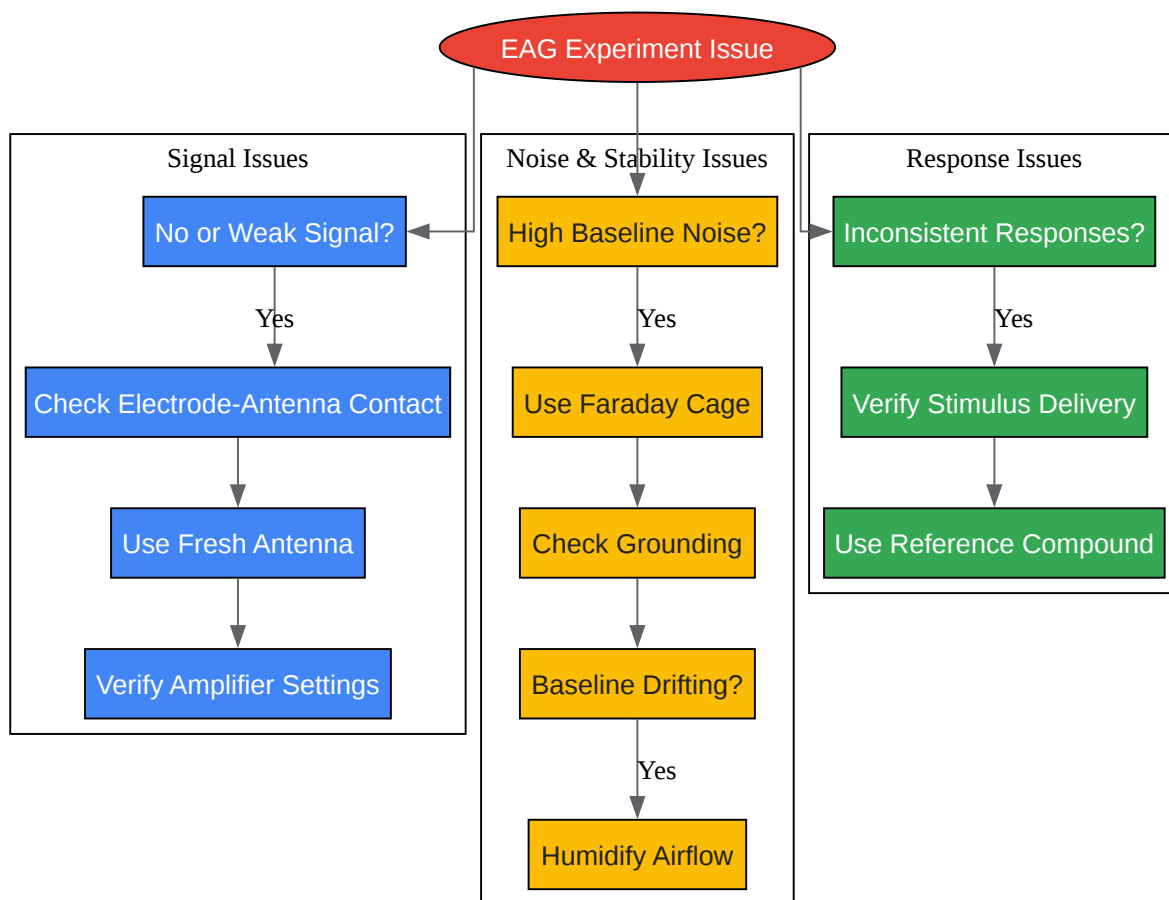 EAG Experiment Issue
Signal Issues
No or Weak Signal?
Yes
Check Electrode-Antenna Contact
Use Fresh Antenna
Verify Amplifier Settings
Noise & Stability Issues
High Baseline Noise?
Yes
Use Faraday Cage
Check Grounding
Baseline Drifting?
Yes
Humidify Airflow
Response Issues
Inconsistent Responses?
Yes
Verify Stimulus Delivery
Use Reference Compound